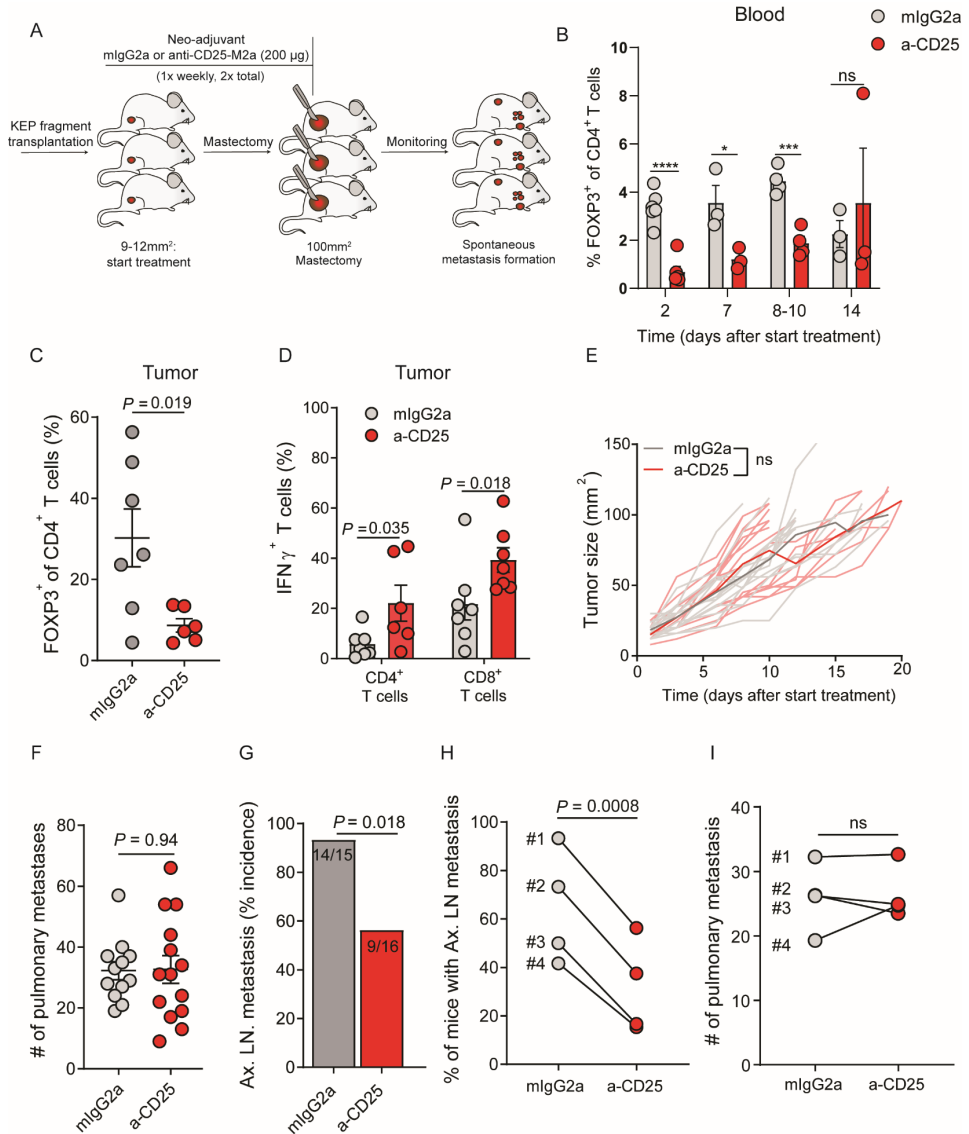 A
Neo-adjuvant
mIgG2a or anti-CD25-M2a (200 µg)
(1x weekly, 2x total)
KEP fragment
transplantation
Mastectomy
Monitoring
9-12mm²:
start treatment
100mm²
Mastectomy
Spontaneous
metastasis formation
B
Blood
mIgG2a
a-CD25
% FOXP3⁺ of CD4⁺ T cells
10
8
6
4
2
0
****
*
***
ns
2 7 8-10 14
Time (days after start treatment)
C
Tumor
P = 0.019
FOXP3⁺ of CD4⁺ T cells (%)
60
40
20
0
mIgG2a
a-CD25
D
Tumor
mIgG2a
a-CD25
IFNγ⁺ T cells (%)
100
80
60
40
20
0
P = 0.035
P = 0.018
CD4⁺
T cells
CD8⁺
T cells
E
mIgG2a
a-CD25
ns
Tumor size (mm²)
150
100
50
0
0 5 10 15 20
Time (days after start treatment)
F
P = 0.94
# of pulmonary metastases
80
60
40
20
0
mIgG2a
a-CD25
G
P = 0.018
Ax. LN. metastasis (% incidence)
100
80
60
40
20
0
14/15
9/16
mIgG2a
a-CD25
H
P = 0.0008
% of mice with Ax. LN metastasis
100
80
60
40
20
0
#1
#2
#3
#4
mIgG2a
a-CD25
I
ns
# of pulmonary metastasis
40
30
20
10
0
#1
#2
#3
#4
mIgG2a
a-CD25